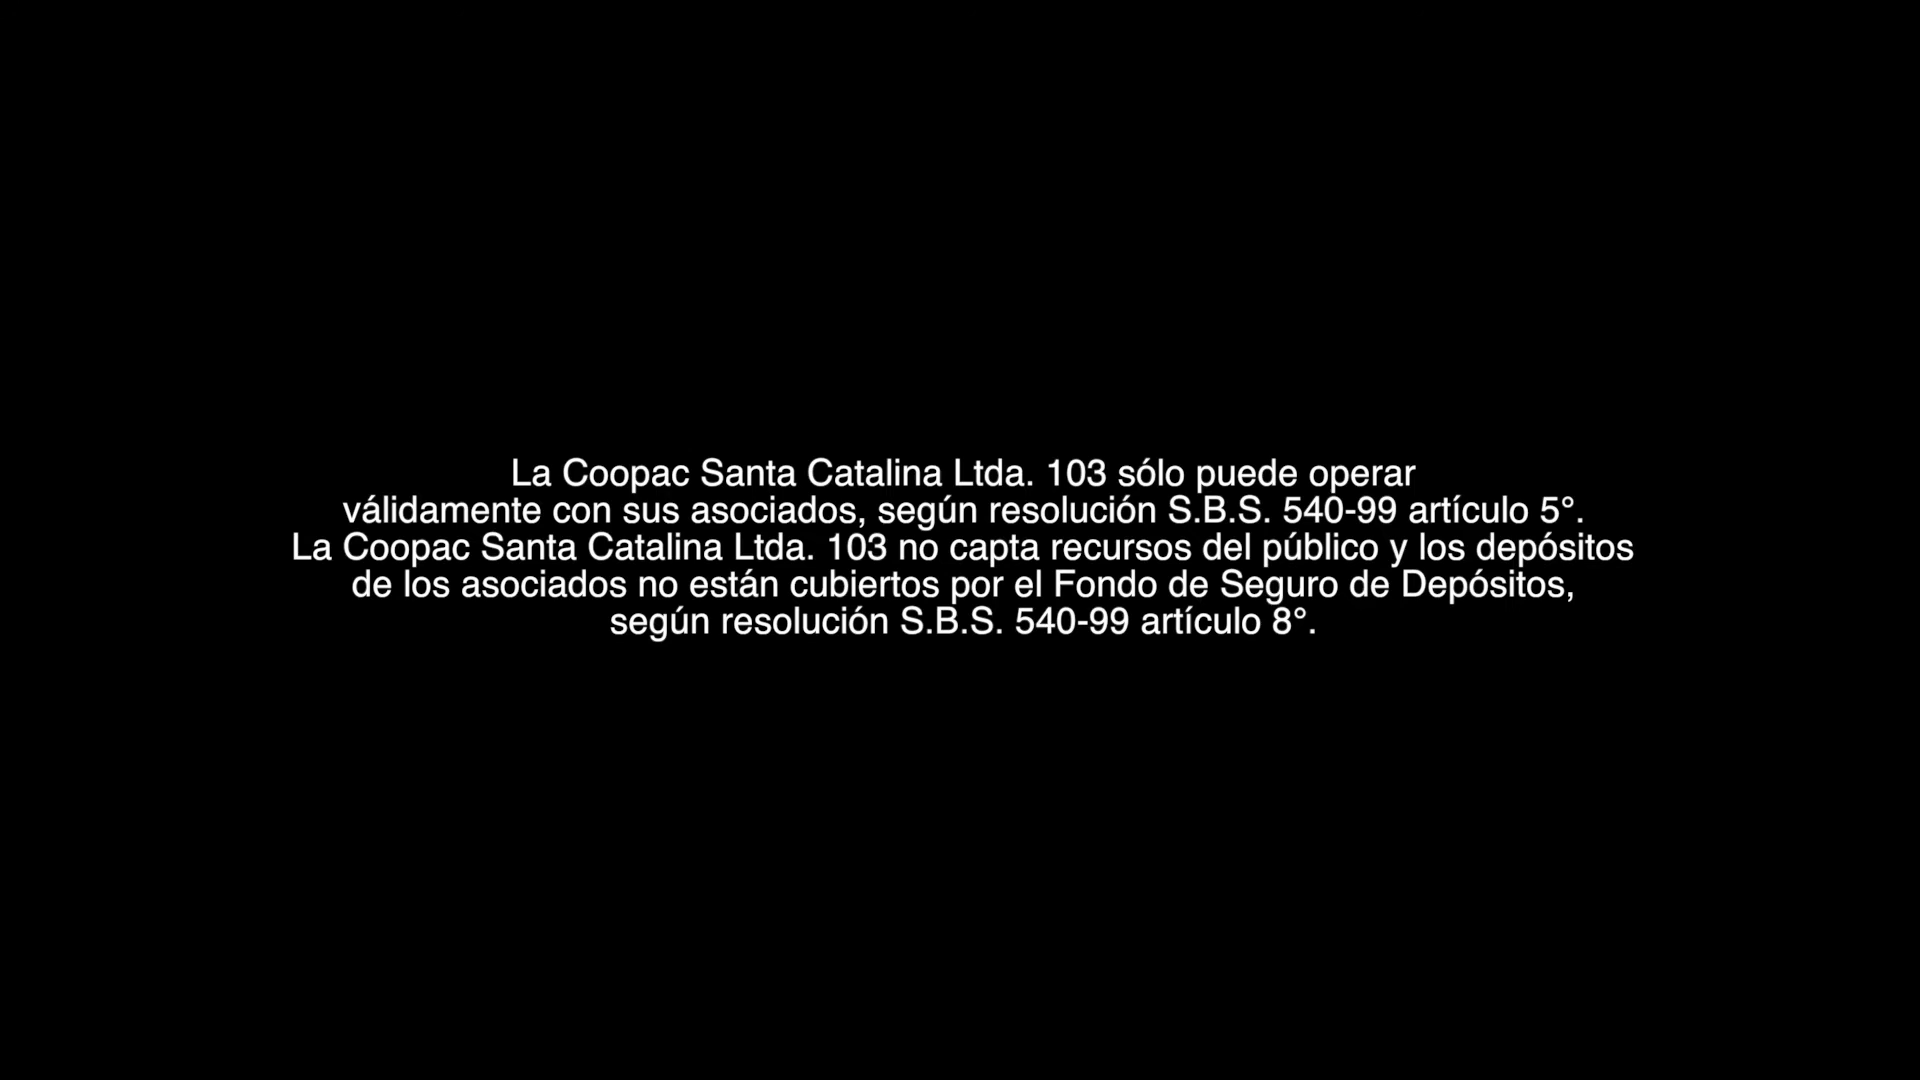 La Coopac Santa Catalina Ltda. 103 sólo puede operar
válidamente con sus asociados, según resolución S.B.S. 540-99 artículo 5°.
La Coopac Santa Catalina Ltda. 103 no capta recursos del público y los depósitos
de los asociados no están cubiertos por el Fondo de Seguro de Depósitos,
según resolución S.B.S. 540-99 artículo 8°.